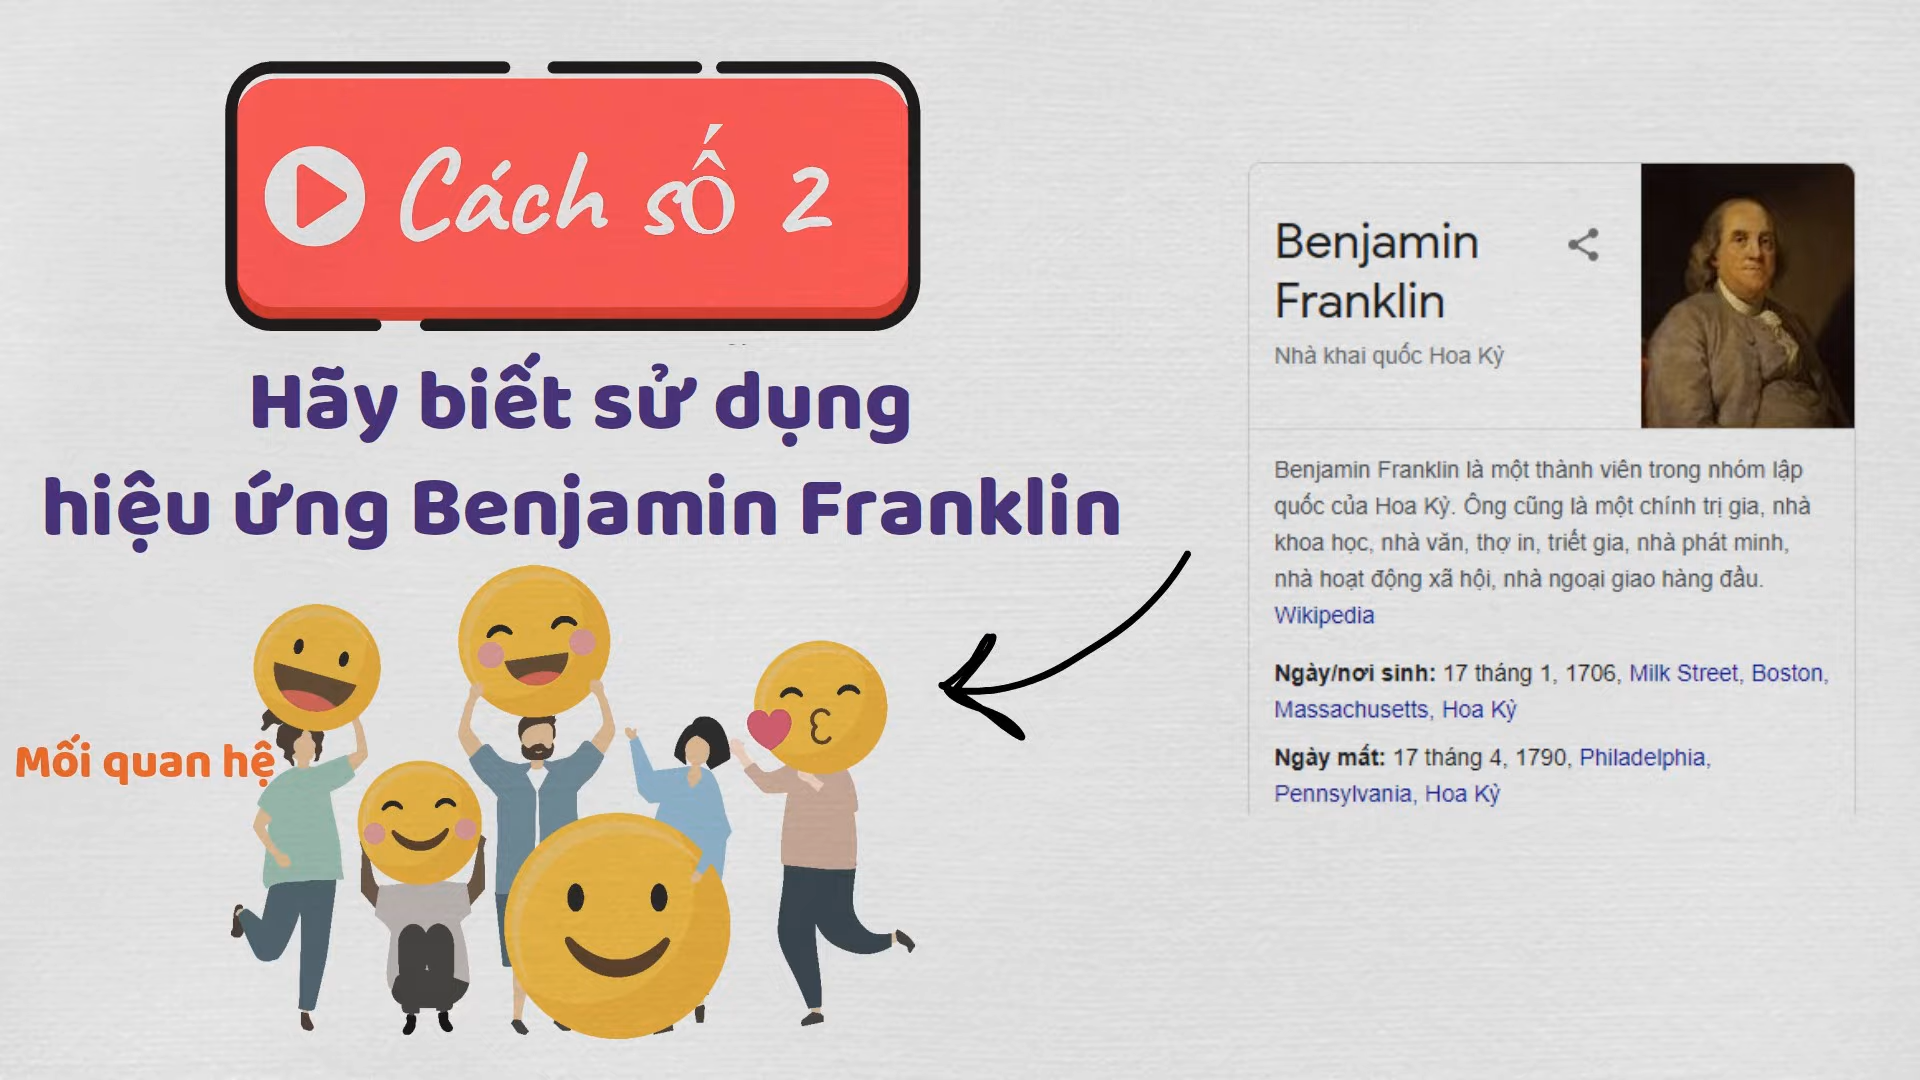 Cách số 2
Hãy biết sử dụng
hiệu ứng Benjamin Franklin
Mối quan hệ
Benjamin
Franklin
Nhà khai quốc Hoa Kỳ
Benjamin Franklin là một thành viên trong nhóm lập
quốc của Hoa Kỳ. Ông cũng là một chính trị gia, nhà
khoa học, nhà văn, thợ in, triết gia, nhà phát minh,
nhà hoạt động xã hội, nhà ngoại giao hàng đầu.
Wikipedia
Ngày/nơi sinh: 17 tháng 1, 1706, Milk Street, Boston,
Massachusetts, Hoa Kỳ
Ngày mất: 17 tháng 4, 1790, Philadelphia,
Pennsylvania, Hoa Kỳ